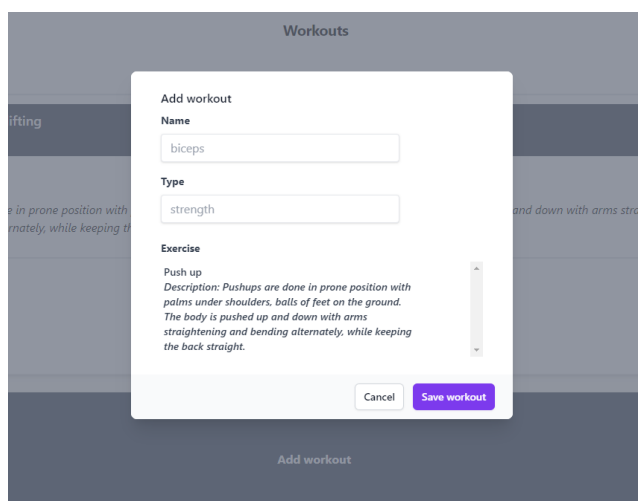 Workouts
Add workout
Name
biceps
ifting
Type
strength
e in prone position with
and down with arms stra
rnately, while keeping th
Exercise
Push up
Description: Pushups are done in prone position with
palms under shoulders, balls of feet on the ground.
The body is pushed up and down with arms
straightening and bending alternately, while keeping
the back straight.
Cancel
Save workout
Add workout